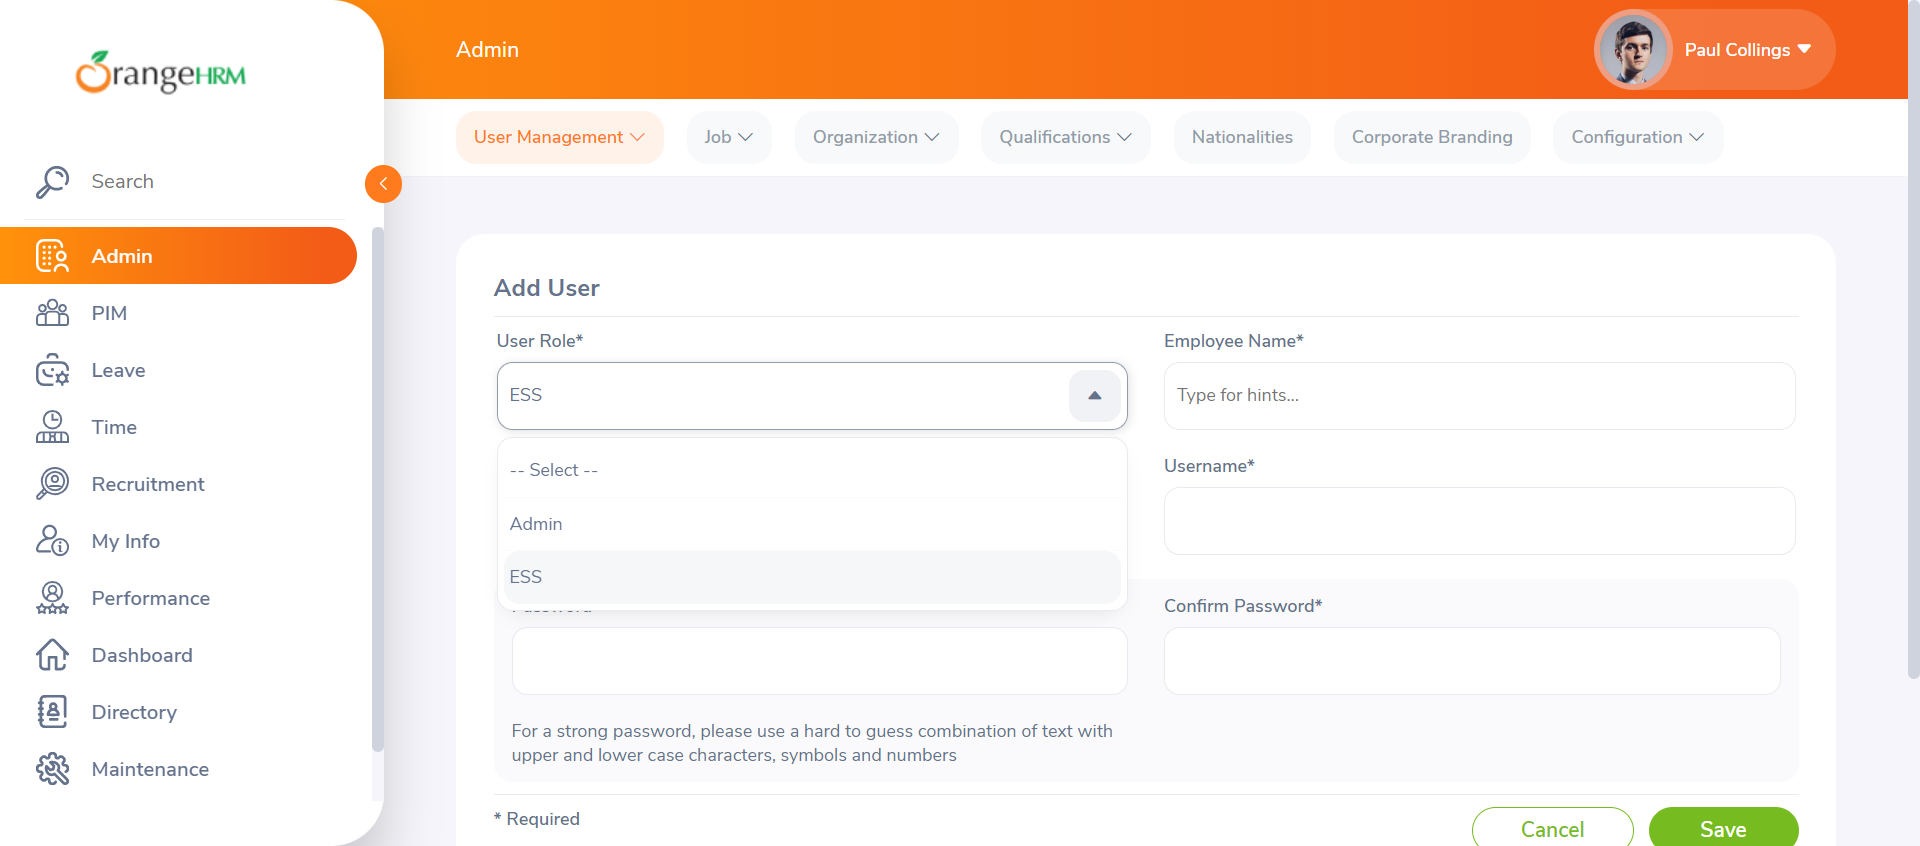 OrangeHRM
Admin
Paul Collings
User Management
Job
Organization
Qualifications
Nationalities
Corporate Branding
Configuration
Search
Admin
PIM
Leave
Time
Recruitment
My Info
Performance
Dashboard
Directory
Maintenance
Add User
User Role*
ESS
-- Select --
Admin
ESS
Employee Name*
Type for hints...
Username*
Confirm Password*
For a strong password, please use a hard to guess combination of text with
upper and lower case characters, symbols and numbers
* Required
Cancel
Save